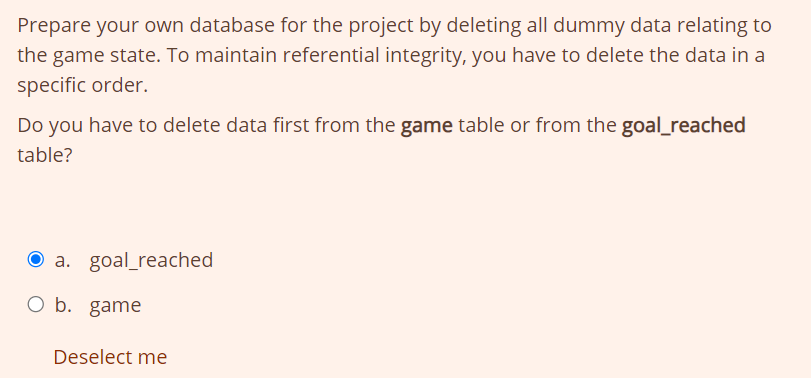 Prepare your own database for the project by deleting all dummy data relating to
the game state. To maintain referential integrity, you have to delete the data in a
specific order.
Do you have to delete data first from the game table or from the goal_reached
table?
a. goal_reached
b. game
Deselect me